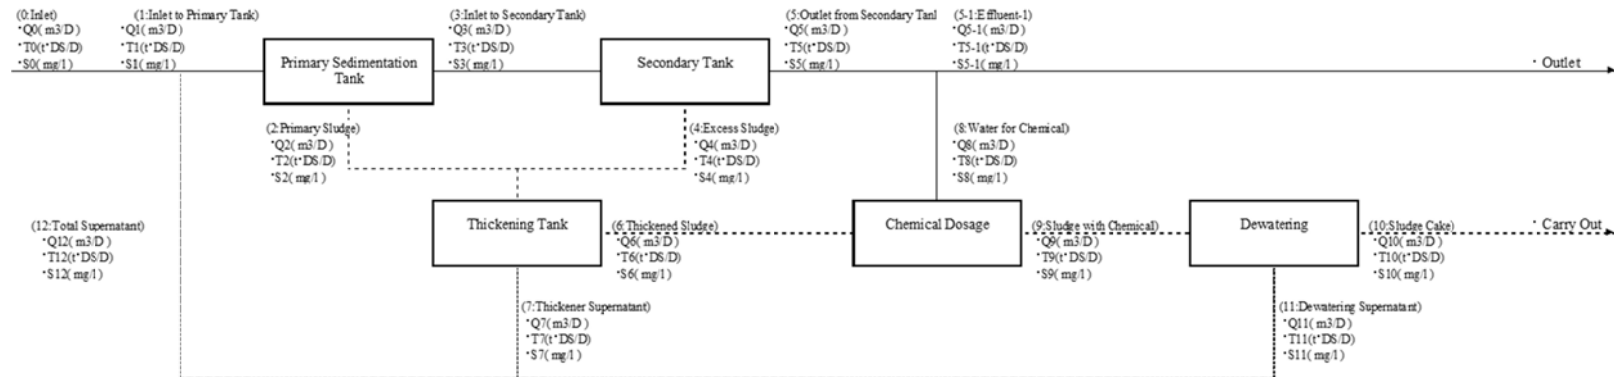 (0:Inlet)
·Q0( m3/D)
·T0(t·DS/D)
·S0( mg/l)
(1:Inlet to Primary Tank)
·Q1( m3/D )
·T1(t·DS/D)
·S1( mg/l )
(3:Inlet to Secondary Tank)
·Q3( m3/D )
·T3(t·DS/D)
·S3( mg/l )
(5:Outlet from Secondary Tank
·Q5( m3/D )
·T5(t·DS/D)
·S5( mg/l )
(5-1:Effluent-1)
·Q5-1( m3/D )
·T5-1(t·DS/D)
·S5-1( mg/l )
Primary Sedimentation
Tank
Secondary Tank
· Outlet
(2:Primary Sludge)
·Q2( m3/D )
·T2(t·DS/D)
·S2( mg/l )
(4:Excess Sludge)
·Q4( m3/D )
·T4(t·DS/D)
·S4( mg/l )
(8:Water for Chemical)
·Q8( m3/D )
·T8(t·DS/D)
·S8( mg/l )
(12:Total Supernatant)
·Q12( m3/D )
·T12(t·DS/D)
·S12( mg/l )
Thickening Tank
(6:Thickened Sludge)
·Q6( m3/D )
·T6(t·DS/D)
·S6( mg/l )
Chemical Dosage
(9:Sludge with Chemical)
·Q9( m3/D )
·T9(t·DS/D)
·S9( mg/l )
Dewatering
(10:Sludge Cake)
·Q10( m3/D )
·T10(t·DS/D)
·S10( mg/l )
· Carry Out
(7:Thickener Supernatant)
·Q7( m3/D )
·T7(t·DS/D)
·S7( mg/l )
(11:Dewatering Supernatant)
·Q11( m3/D )
·T11(t·DS/D)
·S11( mg/l )